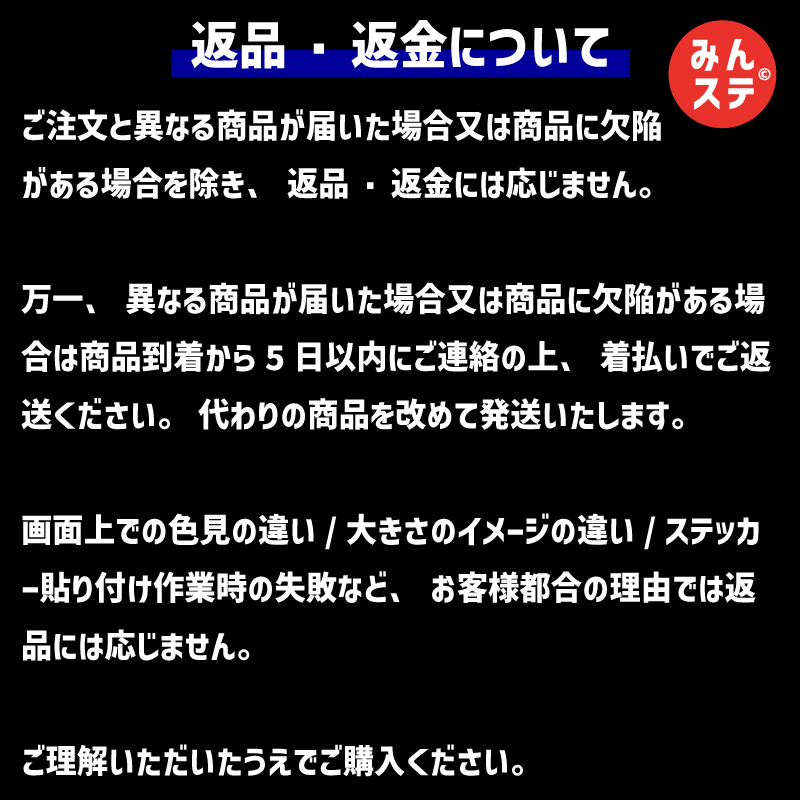 返品・返金について
みん
ステ
©
ご注文と異なる商品が届いた場合又は商品に欠陥
がある場合を除き、返品・返金には応じません。
万一、異なる商品が届いた場合又は商品に欠陥がある場
合は商品到着から5日以内にご連絡の上、着払いでご返
送ください。代わりの商品を改めて発送いたします。
画面上での色見の違い/大きさのイメージの違い/ステッカ
ー貼り付け作業時の失敗など、お客様都合の理由では返
品には応じません。
ご理解いただいたうえでご購入ください。